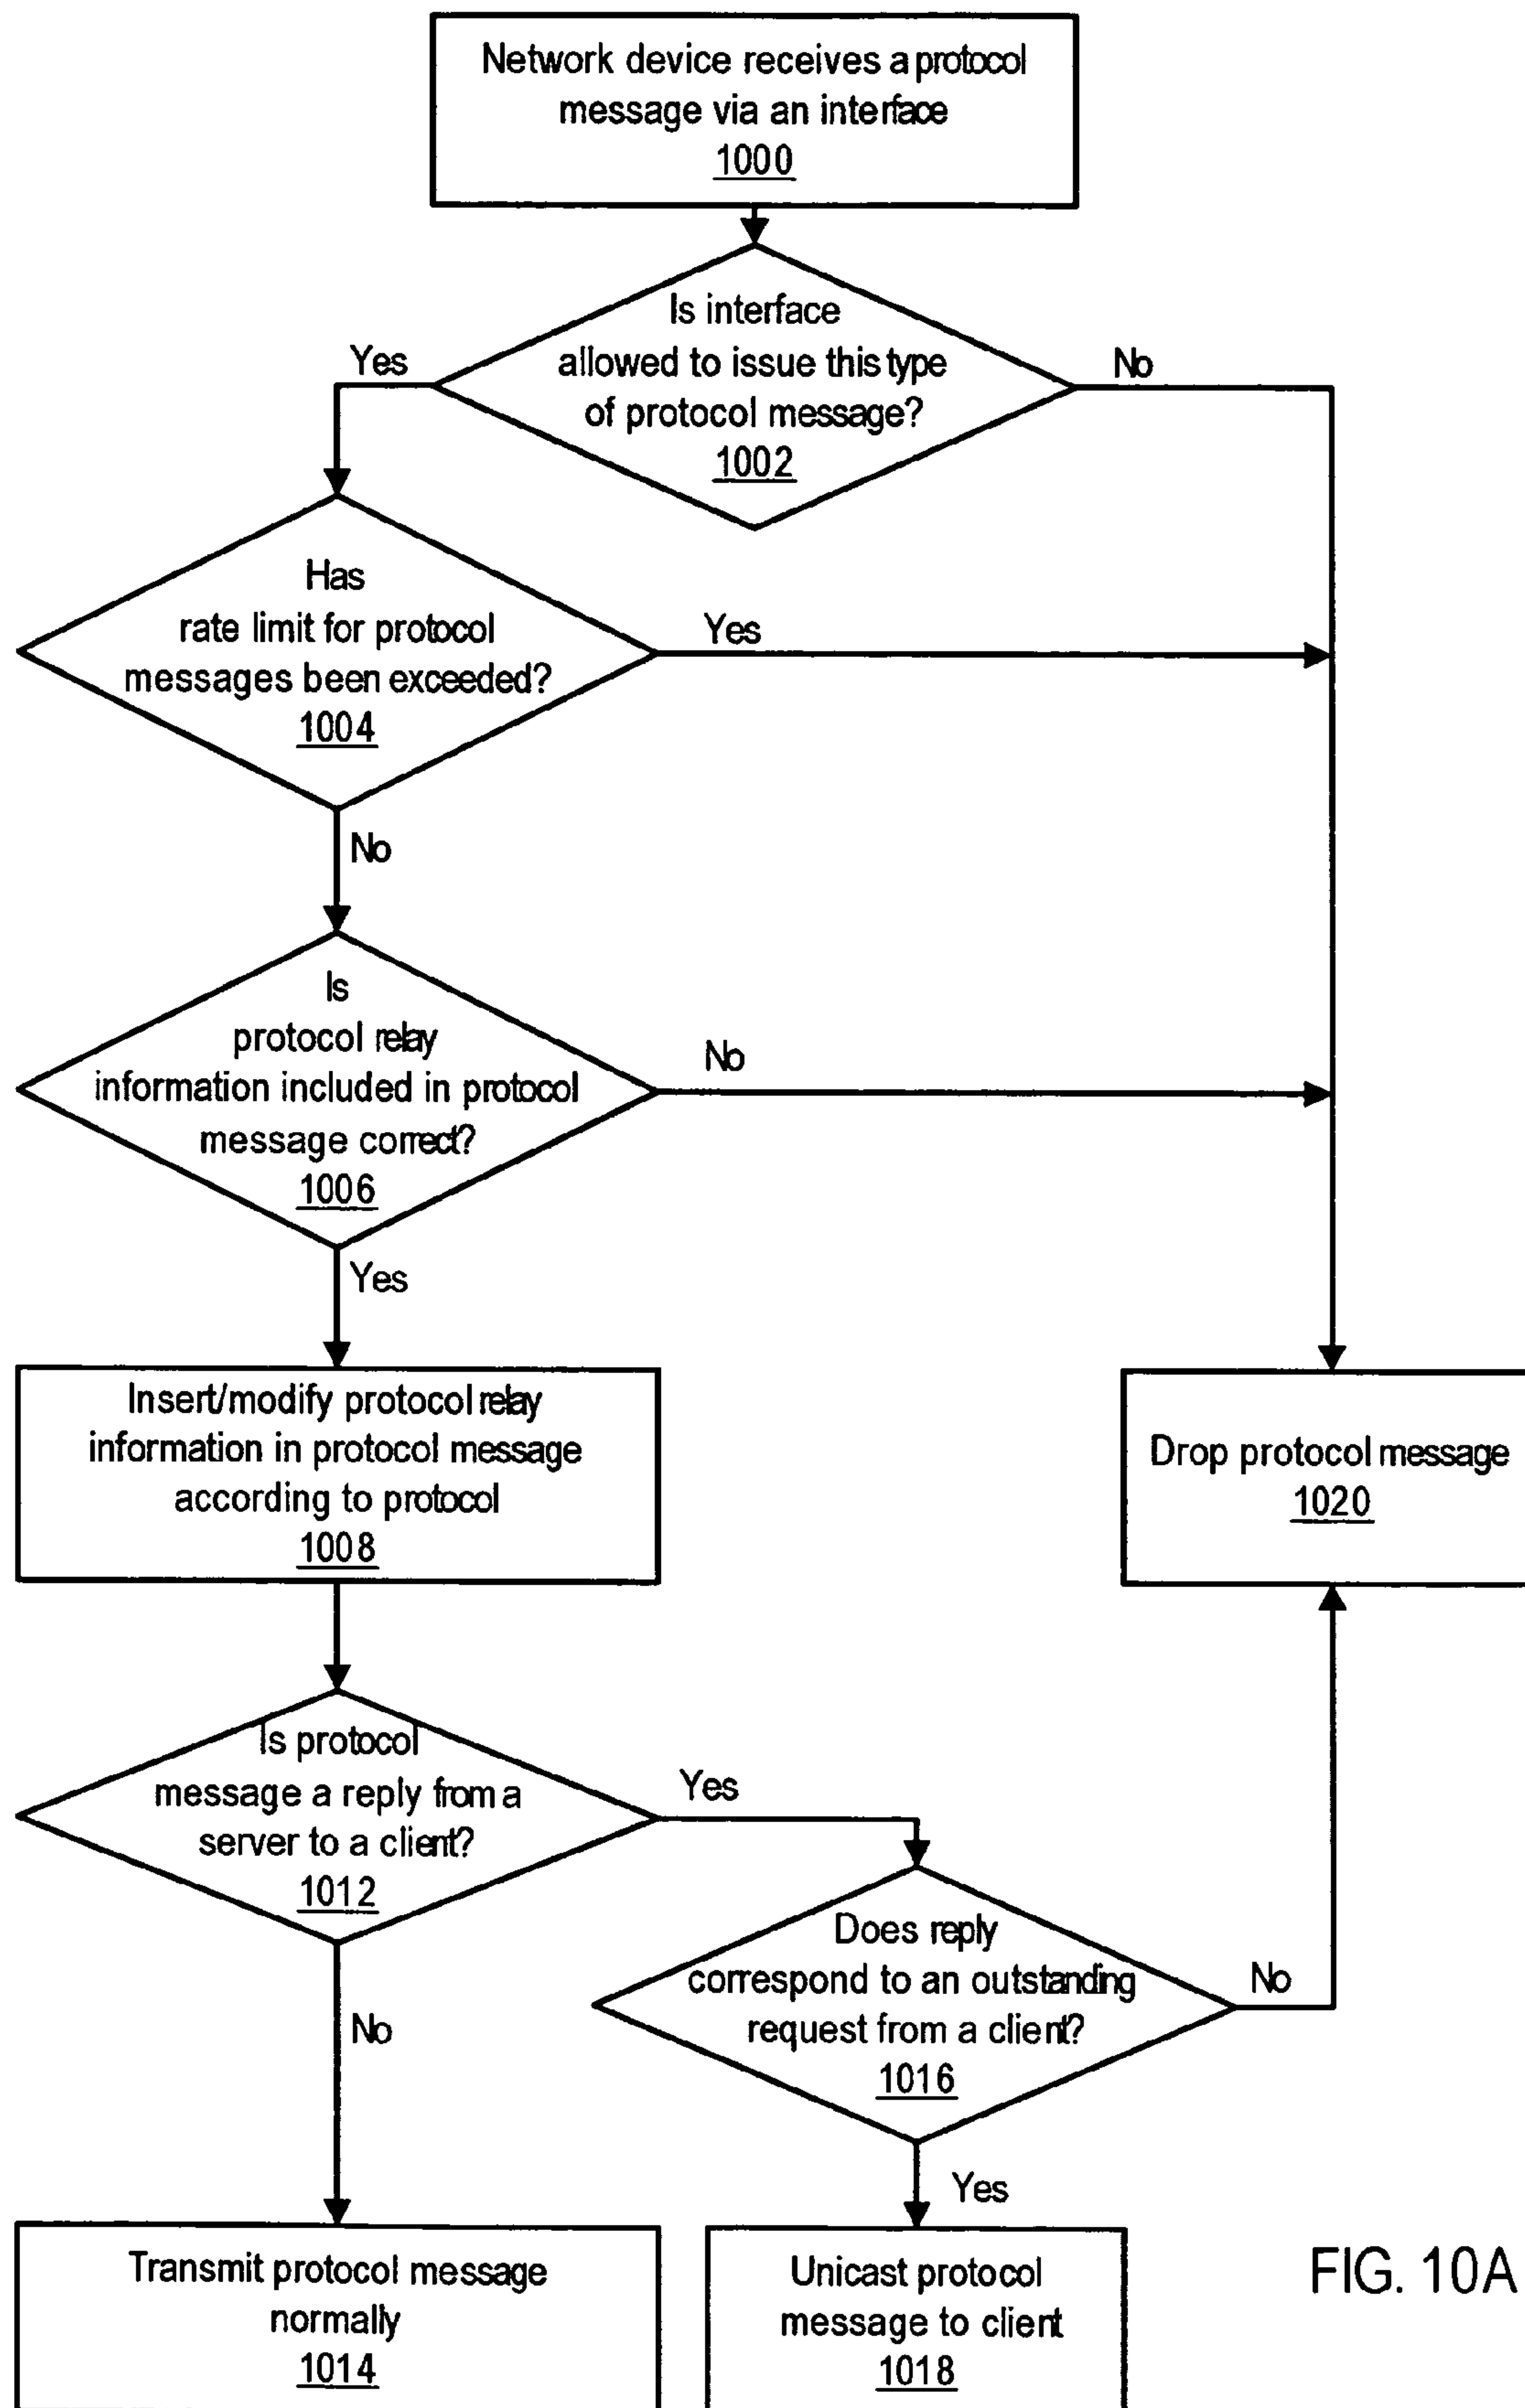 Network device receives a protocol
message via an interface
1000
Is interface
allowed to issue this type
of protocol message?
1002
Yes
No
Has
rate limit for protocol
messages been exceeded?
1004
Yes
No
Is
protocol relay
information included in protocol
message correct?
1006
No
Yes
Insert/modify protocol relay
information in protocol message
according to protocol
1008
Drop protocol message
1020
Is protocol
message a reply from a
server to a client?
1012
Yes
No
Does reply
correspond to an outstanding
request from a client?
1016
No
Yes
Transmit protocol message
normally
1014
Unicast protocol
message to client
1018
FIG. 10A